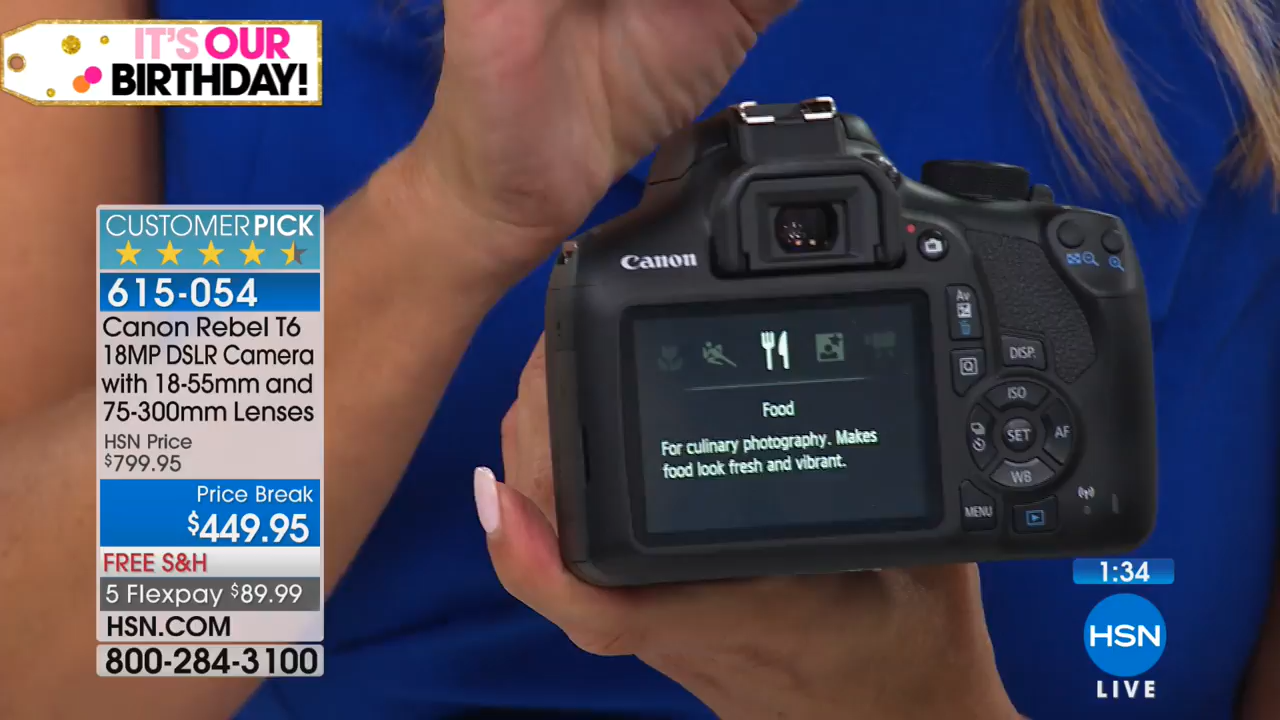 IT'S OUR
BIRTHDAY!
CUSTOMER PICK
615-054
Canon Rebel T6
18MP DSLR Camera
with 18-55mm and
75-300mm Lenses
HSN Price
$799.95
Price Break
$449.95
FREE S&H
5 Flexpay $89.99
HSN.COM
800-284-3100
Canon
Food
For culinary photography. Makes
food look fresh and vibrant.
Av
DISP.
ISO
SET
AF
WB
MENU
1:34
HSN
LIVE